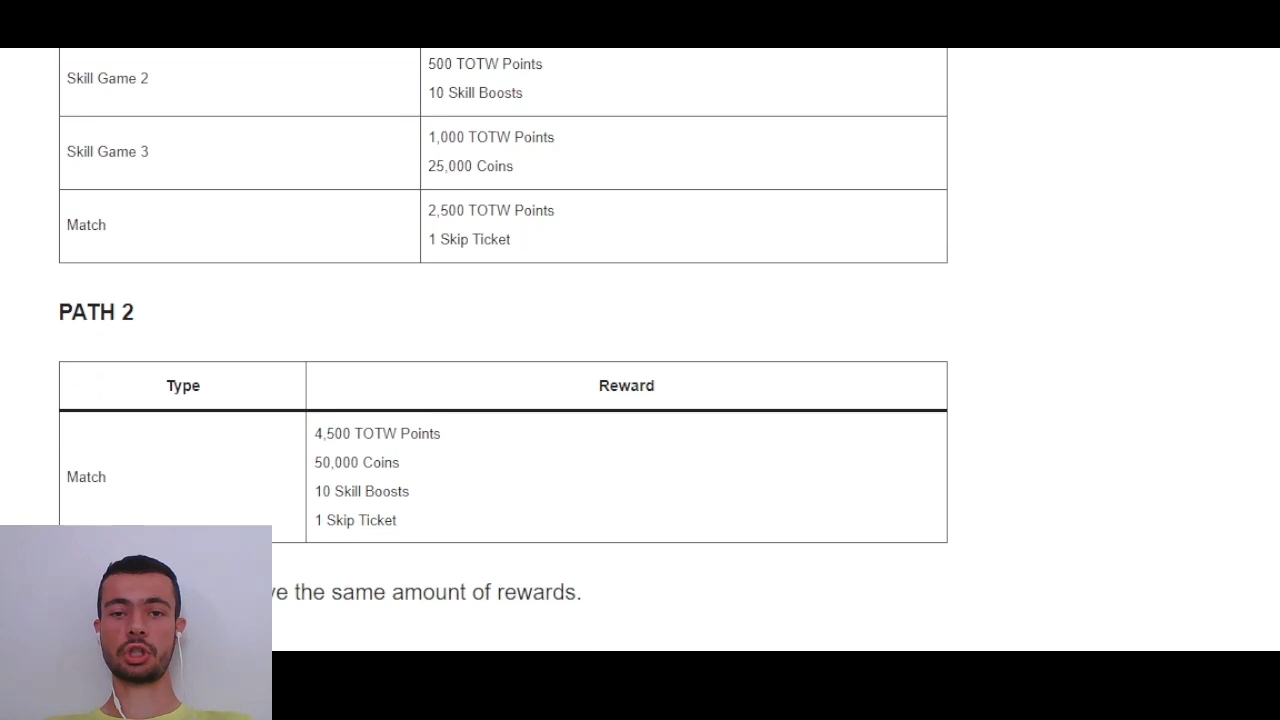 Skill Game 2
500 TOTW Points
10 Skill Boosts
Skill Game 3
1,000 TOTW Points
25,000 Coins
Match
2,500 TOTW Points
1 Skip Ticket
PATH 2
Type
Reward
Match
4,500 TOTW Points
50,000 Coins
10 Skill Boosts
1 Skip Ticket
the same amount of rewards.